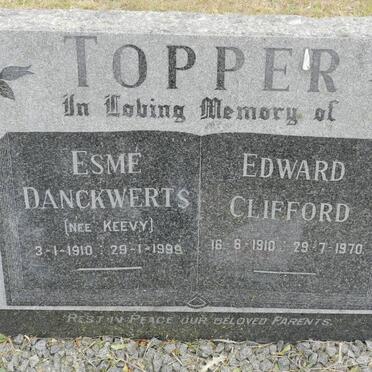 TOPPER
In Loving Memory of
ESMÉ
DANCKWERTS
(NEE KEEVY)
3-1-1910 : 29-1-1999
EDWARD
CLIFFORD
16-6-1910 : 29-7-1970
REST IN PEACE OUR BELOVED PARENTS.